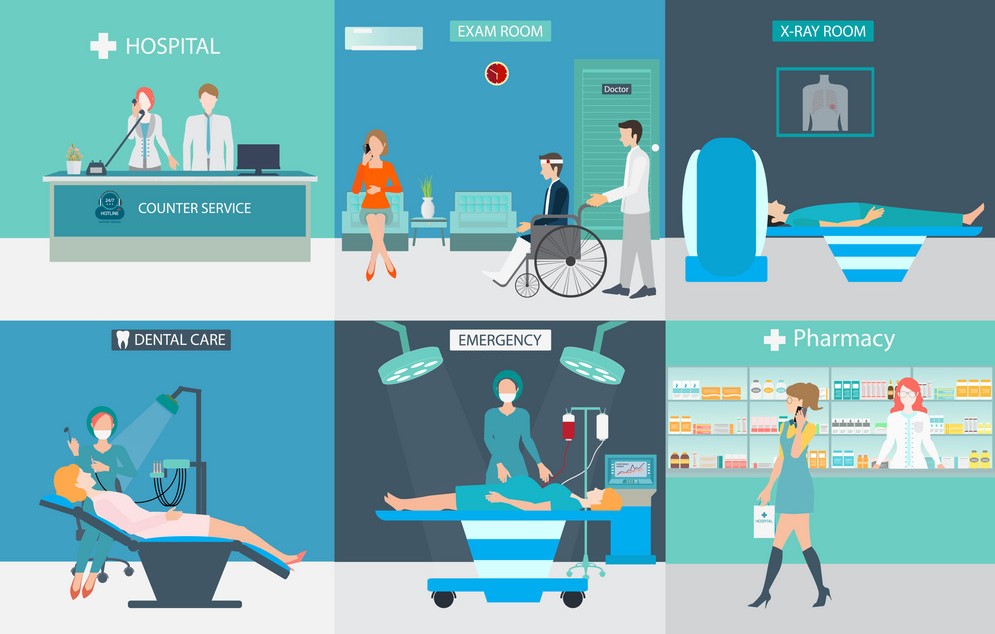 HOSPITAL
24/7
HOTLINE
COUNTER SERVICE
EXAM ROOM
Doctor
X-RAY ROOM
DENTAL CARE
EMERGENCY
Pharmacy
HOSPITAL